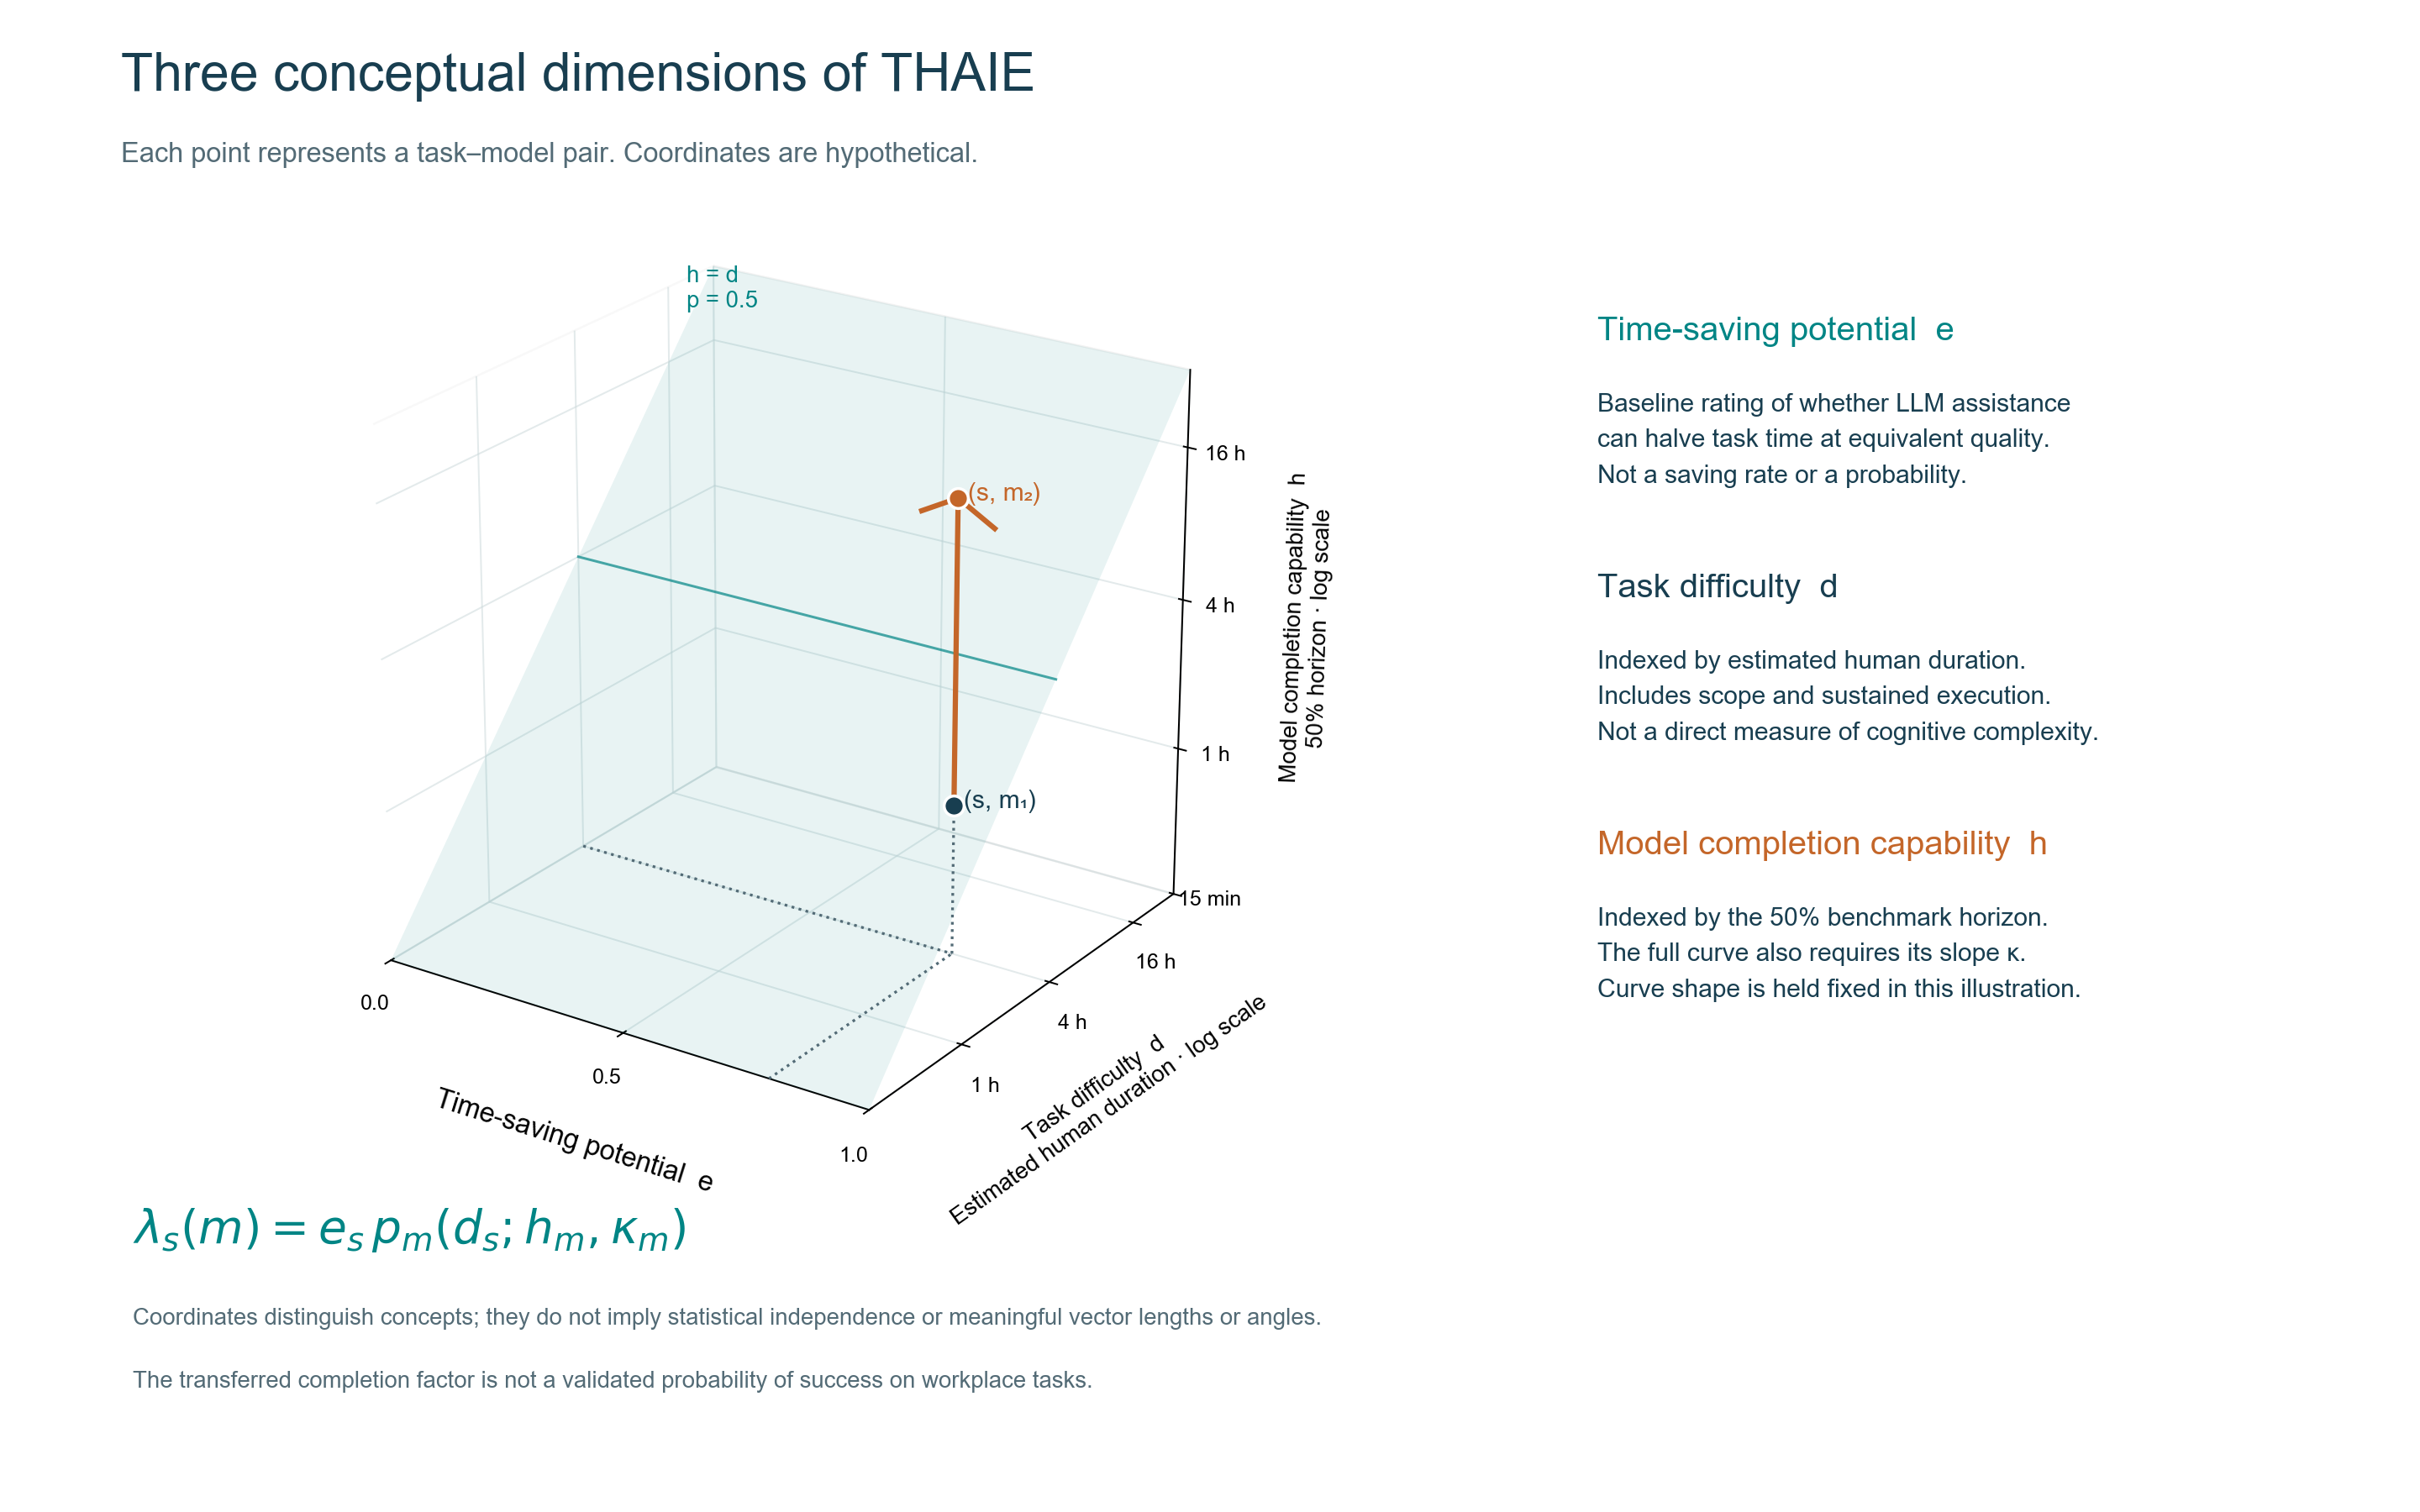 Three conceptual dimensions of THAIE
Each point represents a task–model pair. Coordinates are hypothetical.
h = d
p = 0.5
(s, m₂)
(s, m₁)
16 h
4 h
1 h
15 min
Model completion capability h
50% horizon · log scale
16 h
4 h
1 h
Task difficulty d
Estimated human duration · log scale
0.0
0.5
1.0
Time-saving potential e
Time-saving potential e
Baseline rating of whether LLM assistance
can halve task time at equivalent quality.
Not a saving rate or a probability.
Task difficulty d
Indexed by estimated human duration.
Includes scope and sustained execution.
Not a direct measure of cognitive complexity.
Model completion capability h
Indexed by the 50% benchmark horizon.
The full curve also requires its slope κ.
Curve shape is held fixed in this illustration.
λₛ(m) = eₛ pₘ(dₛ; hₘ, κₘ)
Coordinates distinguish concepts; they do not imply statistical independence or meaningful vector lengths or angles.
The transferred completion factor is not a validated probability of success on workplace tasks.